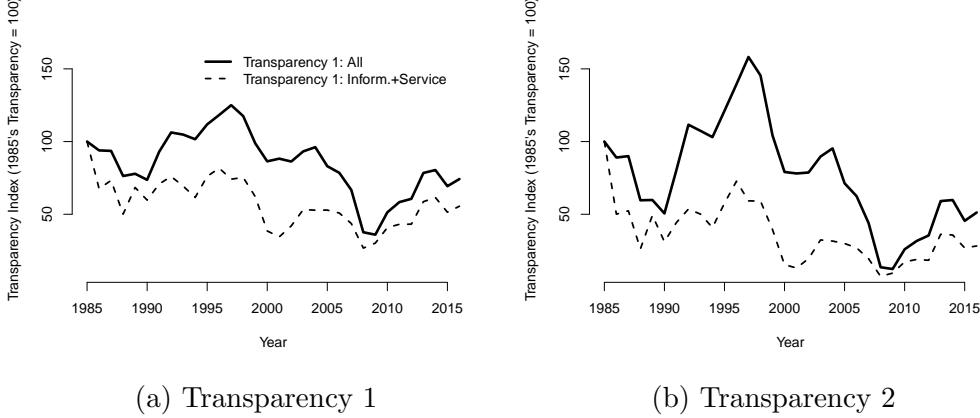 Transparency Index (1985's Transparency = 100)
150
100
50
Transparency 1: All
Transparency 1: Inform.+Service
1985 1990 1995 2000 2005 2010 2015
Year
(a) Transparency 1
Transparency Index (1985's Transparency = 100)
150
100
50
1985 1990 1995 2000 2005 2010 2015
Year
(b) Transparency 2